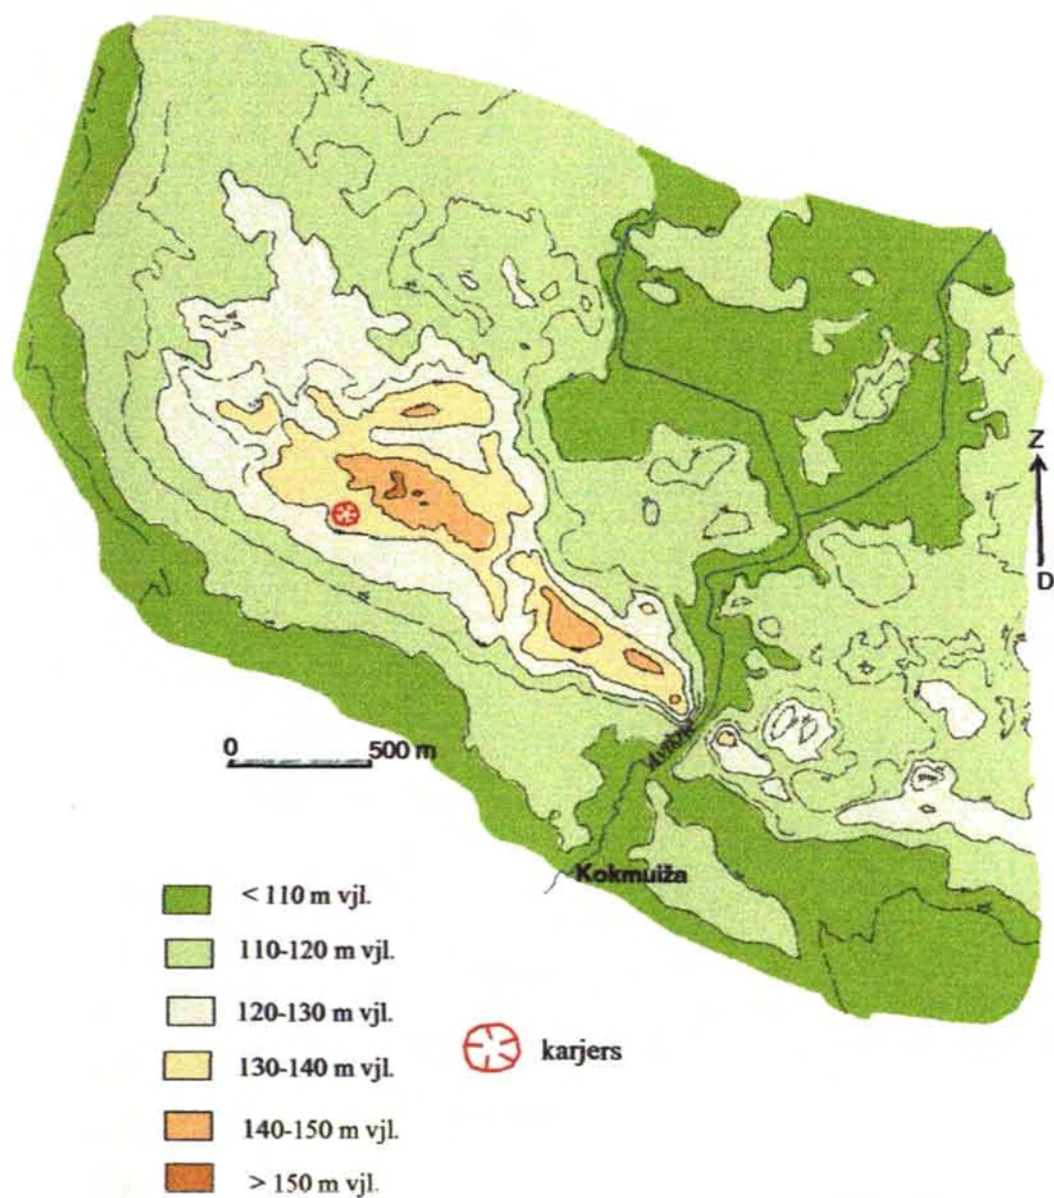 Z
D
0 500 m
Kokmuiža
< 110 m vjl.
110-120 m vjl.
120-130 m vjl.
130-140 m vjl.
140-150 m vjl.
> 150 m vjl.
karjers